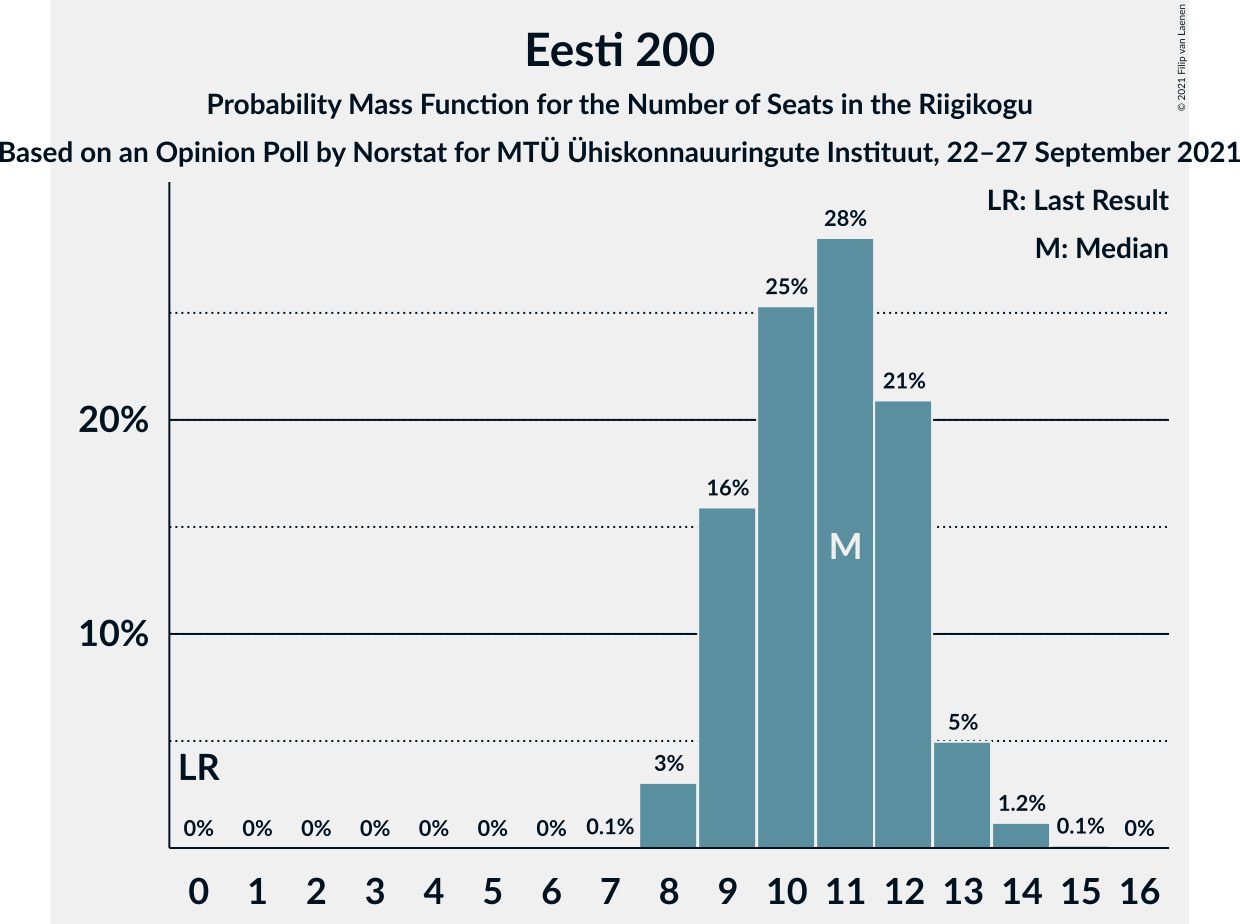 Eesti 200
Probability Mass Function for the Number of Seats in the Riigikogu
Based on an Opinion Poll by Norstat for MTÜ Ühiskonnauuringute Instituut, 22–27 September 2021
© 2021 Filip van Laenen
LR: Last Result
M: Median
28%
25%
21%
20%
16%
M
10%
5%
LR
3%
1.2%
0% 0% 0% 0% 0% 0% 0% 0.1% 0.1% 0%
0 1 2 3 4 5 6 7 8 9 10 11 12 13 14 15 16